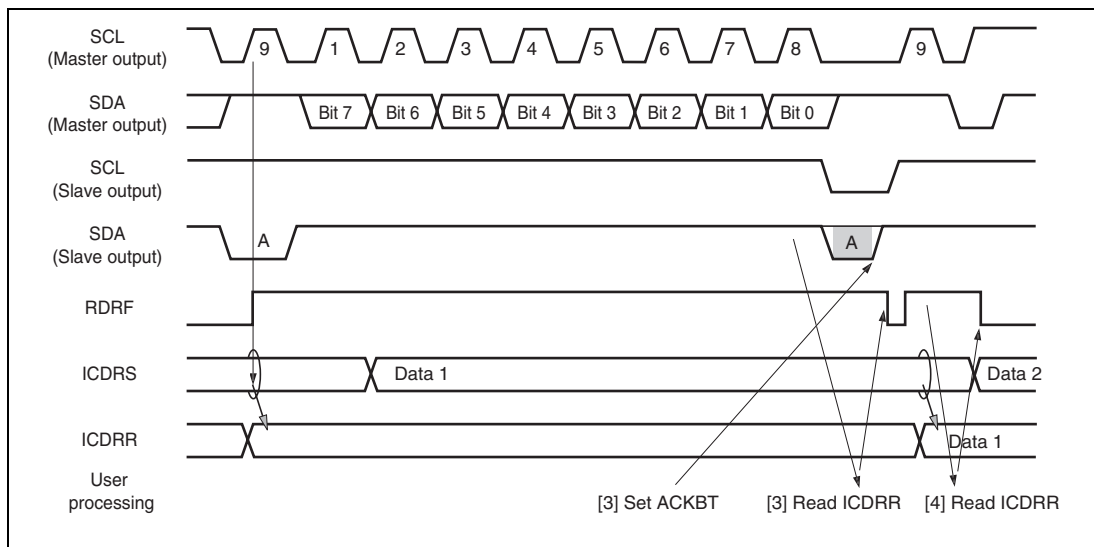 SCL
(Master output)
9 1 2 3 4 5 6 7 8 9
SDA
(Master output)
Bit 7 Bit 6 Bit 5 Bit 4 Bit 3 Bit 2 Bit 1 Bit 0
SCL
(Slave output)
SDA
(Slave output)
A A
RDRF
ICDRS
Data 1 Data 2
ICDRR
Data 1
User
processing
[3] Set ACKBT [3] Read ICDRR [4] Read ICDRR